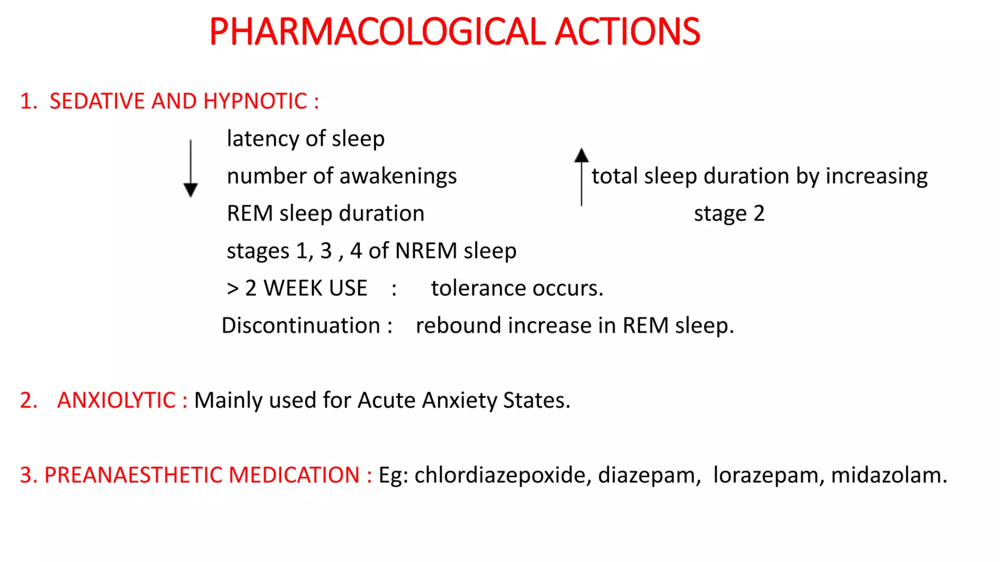 PHARMACOLOGICAL ACTIONS
1. SEDATIVE AND HYPNOTIC :
latency of sleep
number of awakenings total sleep duration by increasing
REM sleep duration stage 2
stages 1, 3 , 4 of NREM sleep
> 2 WEEK USE : tolerance occurs.
Discontinuation : rebound increase in REM sleep.
2. ANXIOLYTIC : Mainly used for Acute Anxiety States.
3. PREANAESTHETIC MEDICATION : Eg: chlordiazepoxide, diazepam, lorazepam, midazolam.